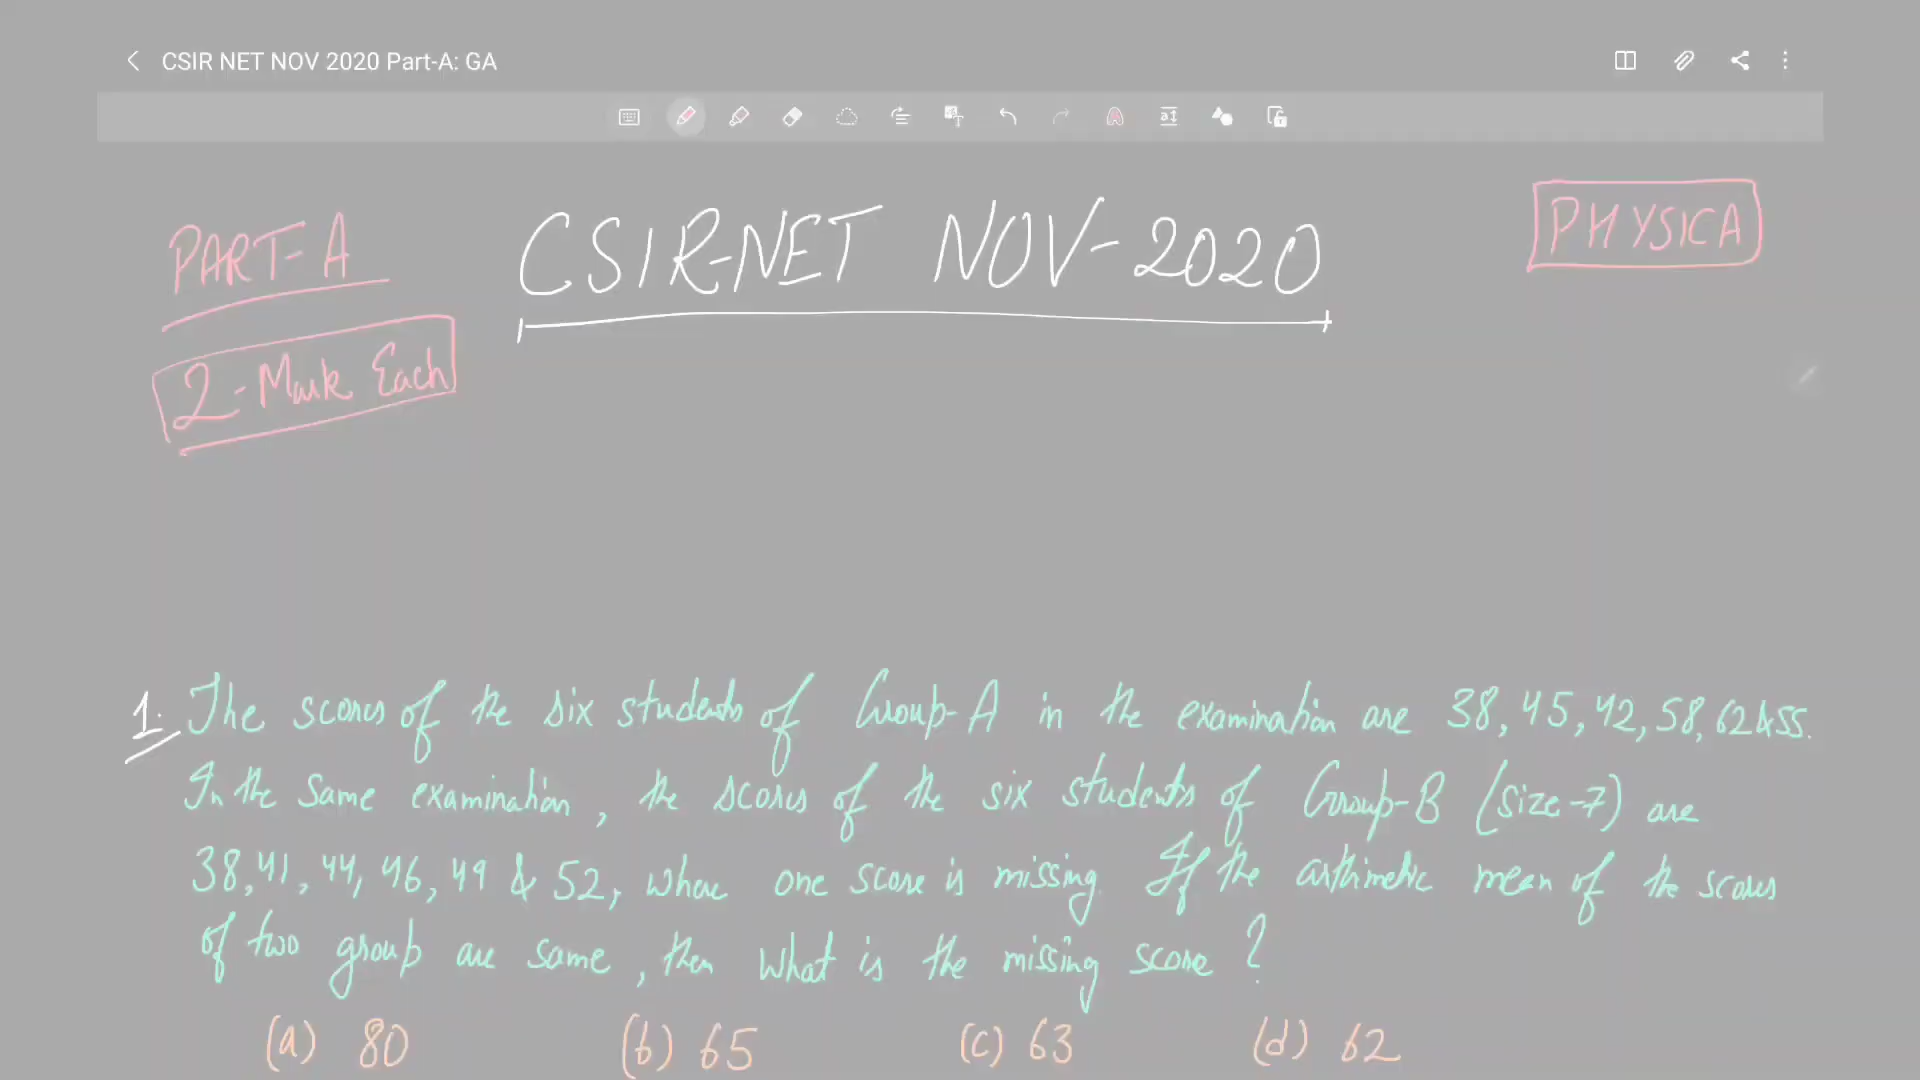 CSIR NET NOV 2020 Part-A: GA
PART-A
CSIR-NET NOV-2020
PHYSICA
2-Mark Each
1. The scores of the six students of Group-A in the examination are 38, 45, 42, 58, 62 & 55.
In the same examination, the scores of the six students of Group-B (size-7) are
38, 41, 44, 46, 49 & 52, where one score is missing. If the arithmetic mean of the scores
of two group are same, then what is the missing score?
(a) 80 (b) 65 (c) 63 (d) 62